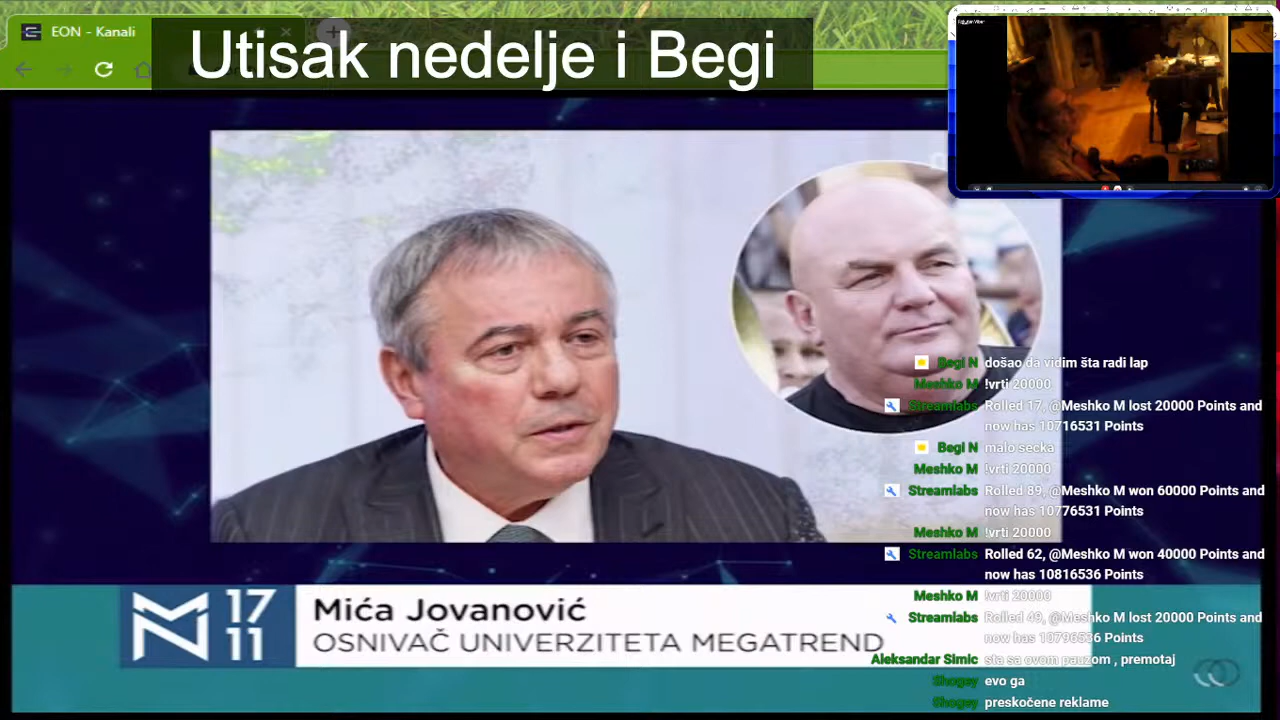 EON - Kanali
Utisak nedelje i Begi
Begi N došao da vidim šta radi lap
Meshko M !vrti 20000
Streamlabs Rolled 17, @Meshko M lost 20000 Points and
now has 10716531 Points
Begi N malo secka
Meshko M !vrti 20000
Streamlabs Rolled 89, @Meshko M won 60000 Points and
now has 10776531 Points
Meshko M !vrti 20000
Streamlabs Rolled 62, @Meshko M won 40000 Points and
now has 10816536 Points
Meshko M !vrti 20000
Streamlabs Rolled 49, @Meshko M lost 20000 Points and
now has 10796536 Points
Aleksandar Simic sta sa ovom pauzom , premotaj
Shogey evo ga
Shogey preskočene reklame
17
11
Mića Jovanović
OSNIVAČ UNIVERZITETA MEGATREND